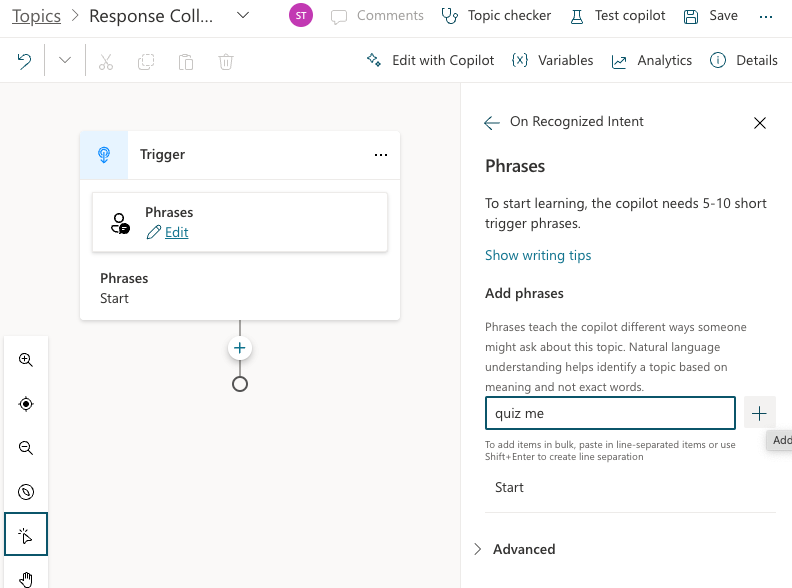 Topics > Response Coll...
ST Comments Topic checker Test copilot Save ...
Edit with Copilot {x} Variables Analytics Details
On Recognized Intent
Trigger ...
Phrases
Edit
Phrases
Start
Phrases
To start learning, the copilot needs 5-10 short
trigger phrases.
Show writing tips
Add phrases
Phrases teach the copilot different ways someone
might ask about this topic. Natural language
understanding helps identify a topic based on
meaning and not exact words.
quiz me
Add
To add items in bulk, paste in line-separated items or use
Shift+Enter to create line separation
Start
Advanced